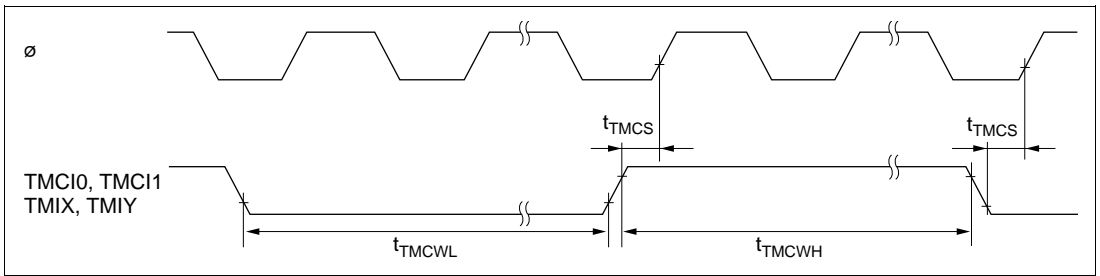 ø
tTMCS
tTMCS
TMCI0, TMCI1
TMIX, TMIY
tTMCWL
tTMCWH